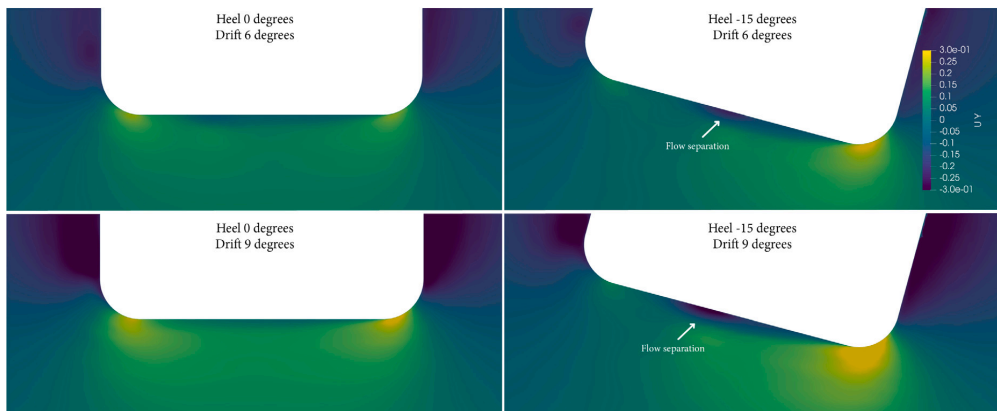 Heel 0 degrees
Drift 6 degrees
Heel -15 degrees
Drift 6 degrees
3.0e-01
0.25
0.2
0.15
0.1
0.05
0
-0.05
-0.1
-0.15
-0.2
-0.25
-3.0e-01
U Y
Flow separation
Heel 0 degrees
Drift 9 degrees
Heel -15 degrees
Drift 9 degrees
Flow separation